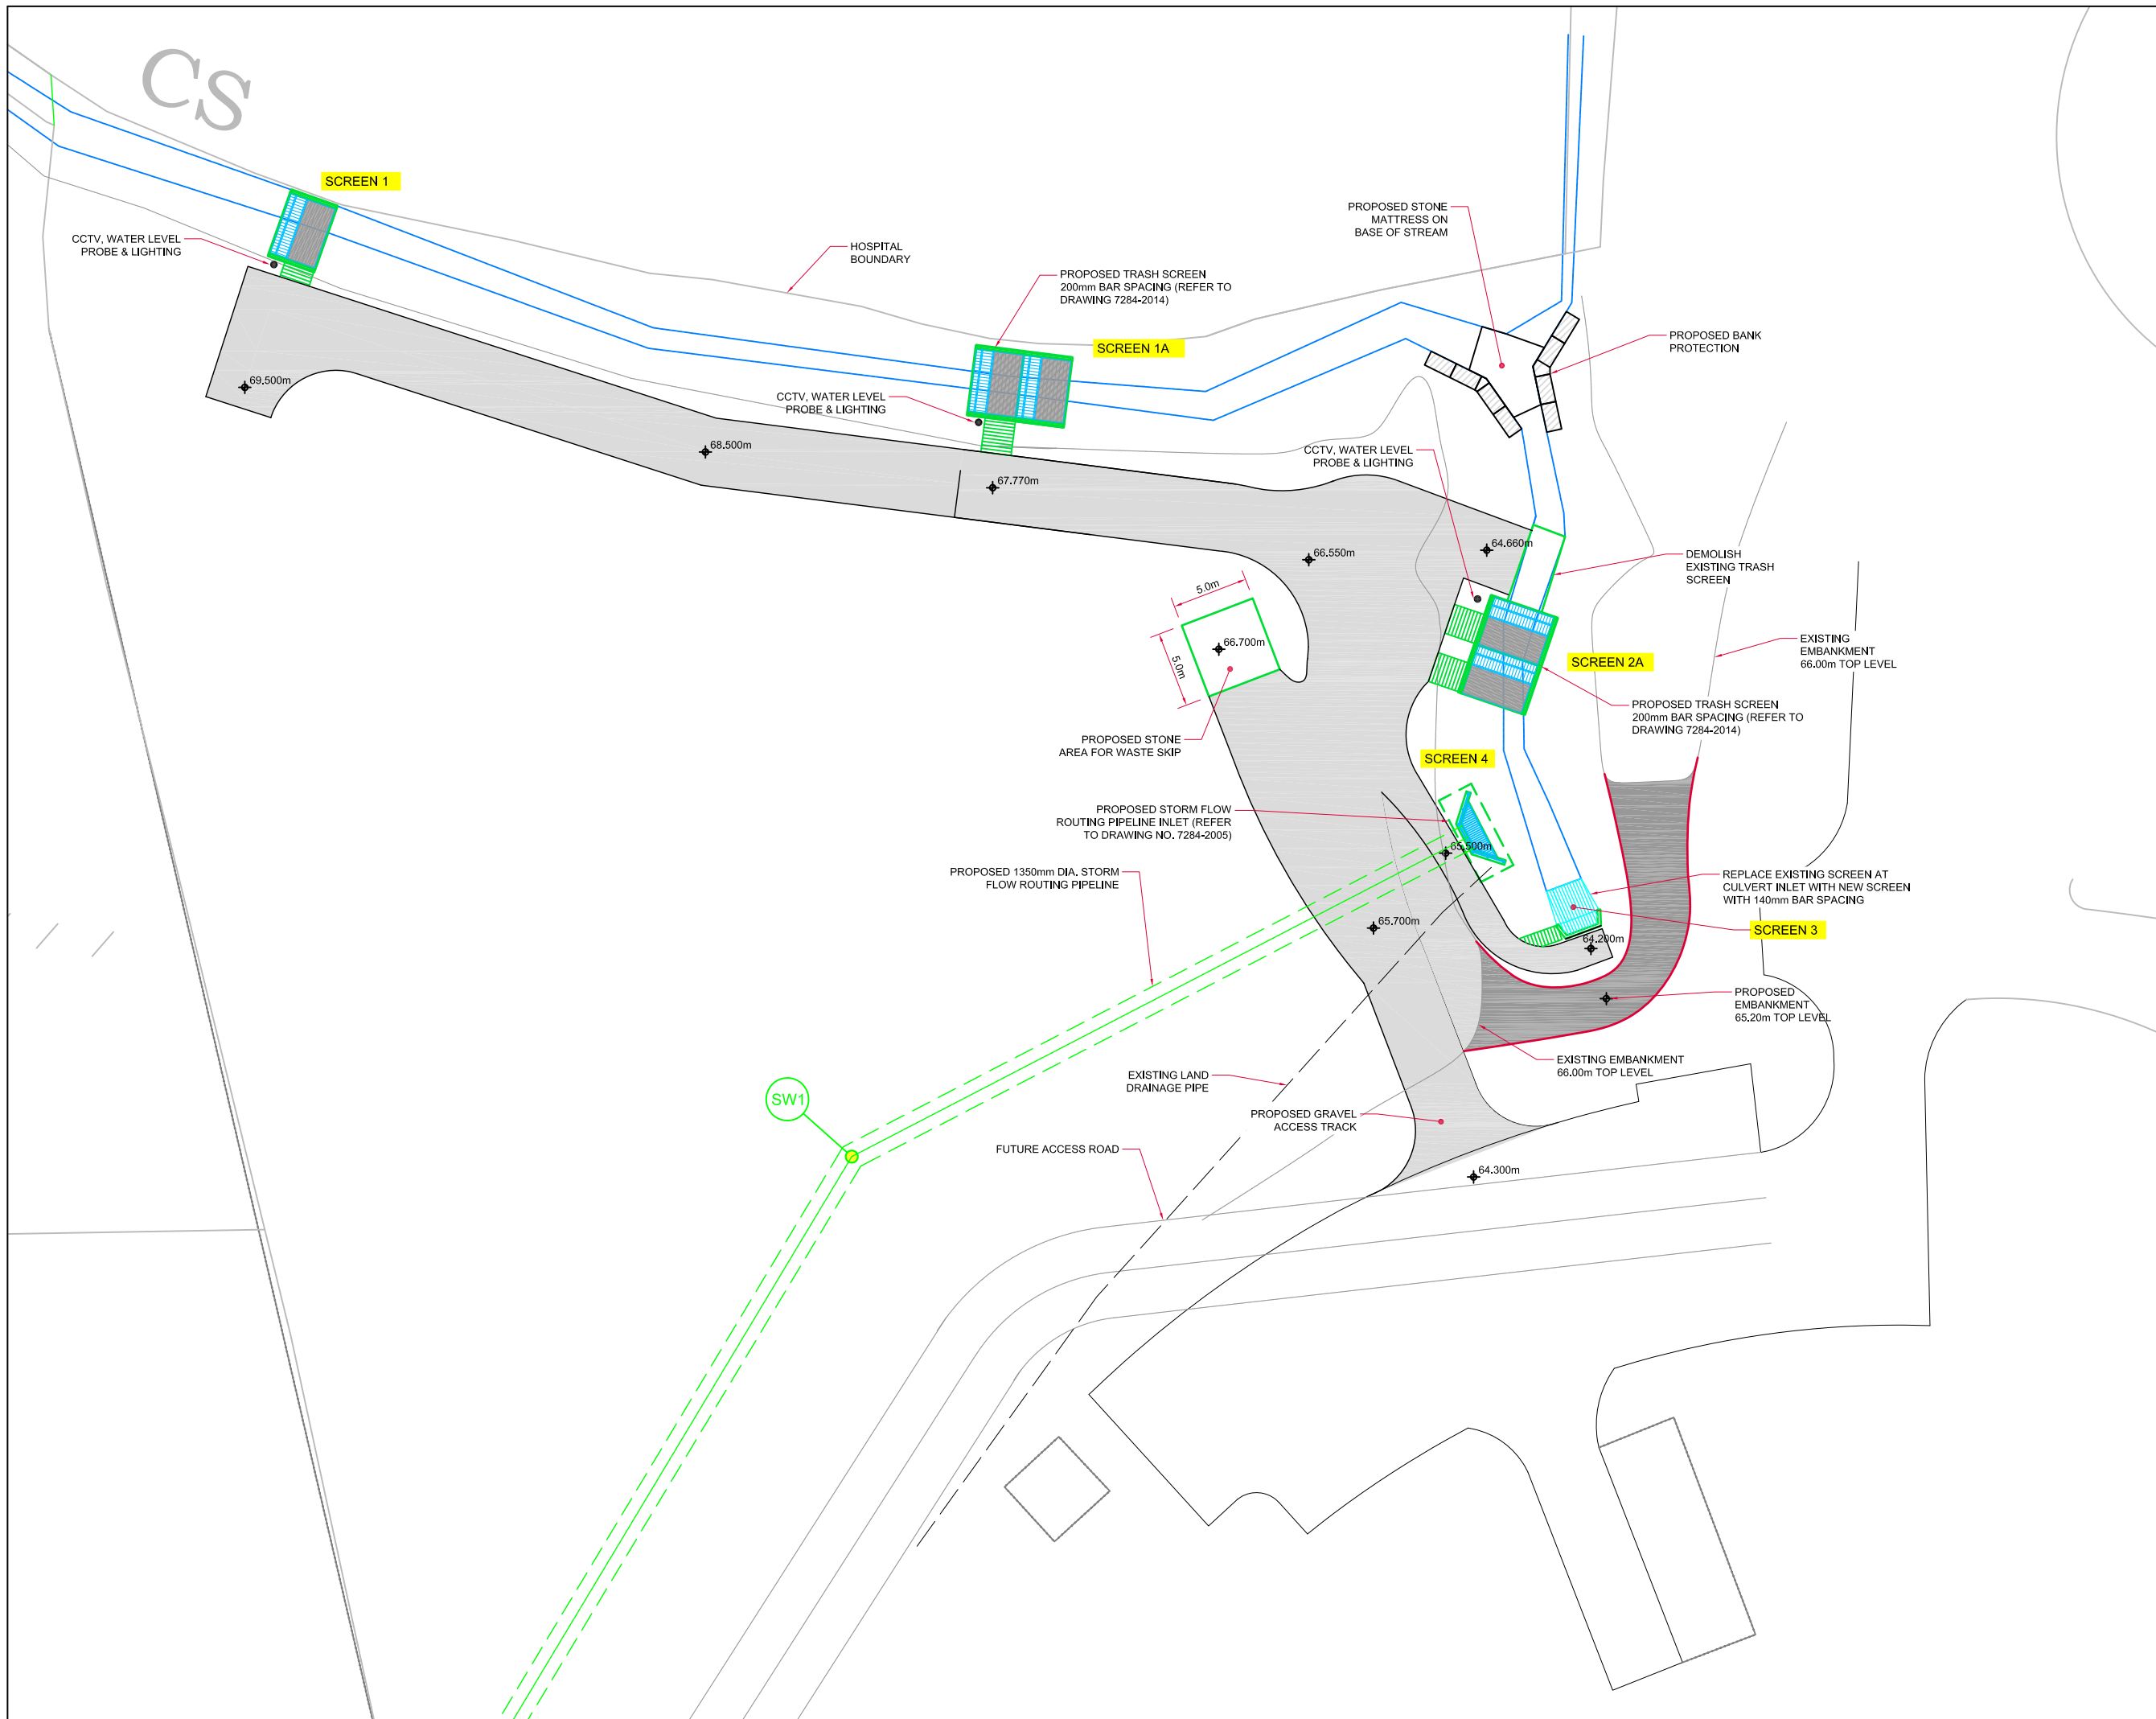 CS
SCREEN 1
CCTV, WATER LEVEL
PROBE & LIGHTING
HOSPITAL
BOUNDARY
PROPOSED TRASH SCREEN
200mm BAR SPACING (REFER TO
DRAWING 7284-2014)
SCREEN 1A
PROPOSED STONE
MATTRESS ON
BASE OF STREAM
PROPOSED BANK
PROTECTION
69.500m
CCTV, WATER LEVEL
PROBE & LIGHTING
68.500m
67.770m
CCTV, WATER LEVEL
PROBE & LIGHTING
66.550m
64.660m
DEMOLISH
EXISTING TRASH
SCREEN
5.0m
5.0m
66.700m
EXISTING
EMBANKMENT
66.00m TOP LEVEL
SCREEN 2A
PROPOSED TRASH SCREEN
200mm BAR SPACING (REFER TO
DRAWING 7284-2014)
PROPOSED STONE
AREA FOR WASTE SKIP
SCREEN 4
PROPOSED STORM FLOW
ROUTING PIPELINE INLET (REFER
TO DRAWING NO. 7284-2005)
65.500m
PROPOSED 1350mm DIA. STORM
FLOW ROUTING PIPELINE
REPLACE EXISTING SCREEN AT
CULVERT INLET WITH NEW SCREEN
WITH 140mm BAR SPACING
65.700m
SCREEN 3
64.200m
PROPOSED
EMBANKMENT
65.20m TOP LEVEL
EXISTING EMBANKMENT
66.00m TOP LEVEL
EXISTING LAND
DRAINAGE PIPE
SW1
PROPOSED GRAVEL
ACCESS TRACK
FUTURE ACCESS ROAD
64.300m